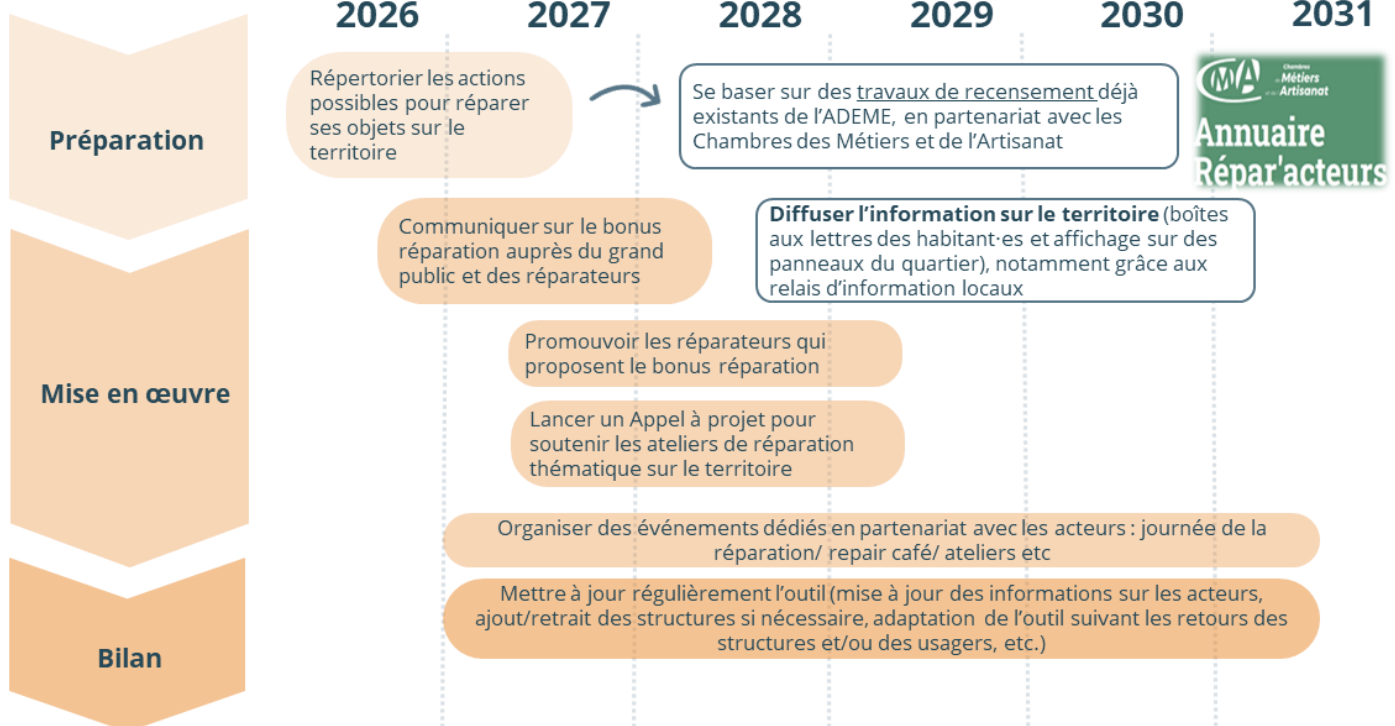 2026 2027 2028 2029 2030 2031
Préparation
Répertorier les actions
possibles pour réparer
ses objets sur le
territoire
Se baser sur des travaux de recensement déjà
existants de l'ADEME, en partenariat avec les
Chambres des Métiers et de l'Artisanat
CMA
Chambres
de Métiers
et de l'Artisanat
Annuaire
Répar'acteurs
Mise en œuvre
Communiquer sur le bonus
réparation auprès du grand
public et des réparateurs
Diffuser l'information sur le territoire (boîtes
aux lettres des habitant·es et affichage sur des
panneaux du quartier), notamment grâce aux
relais d'information locaux
Promouvoir les réparateurs qui
proposent le bonus réparation
Lancer un Appel à projet pour
soutenir les ateliers de réparation
thématique sur le territoire
Organiser des événements dédiés en partenariat avec les acteurs : journée de la
réparation/ repair café/ ateliers etc
Bilan
Mettre à jour régulièrement l'outil (mise à jour des informations sur les acteurs,
ajout/retrait des structures si nécessaire, adaptation de l'outil suivant les retours des
structures et/ou des usagers, etc.)